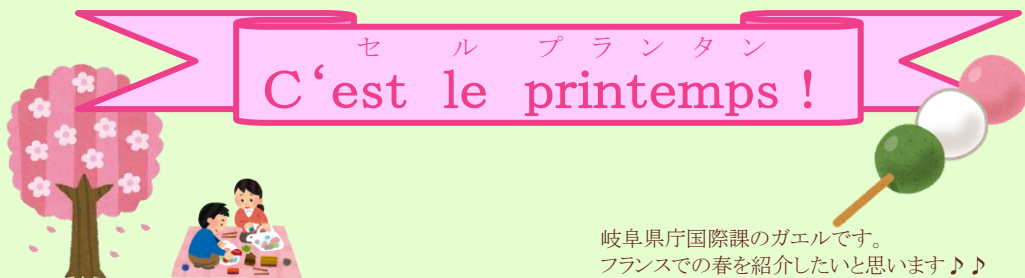 セ ル プランタン
C‘est le printemps！
岐阜県庁国際課のガエルです。
フランスでの春を紹介したいと思います♪♪